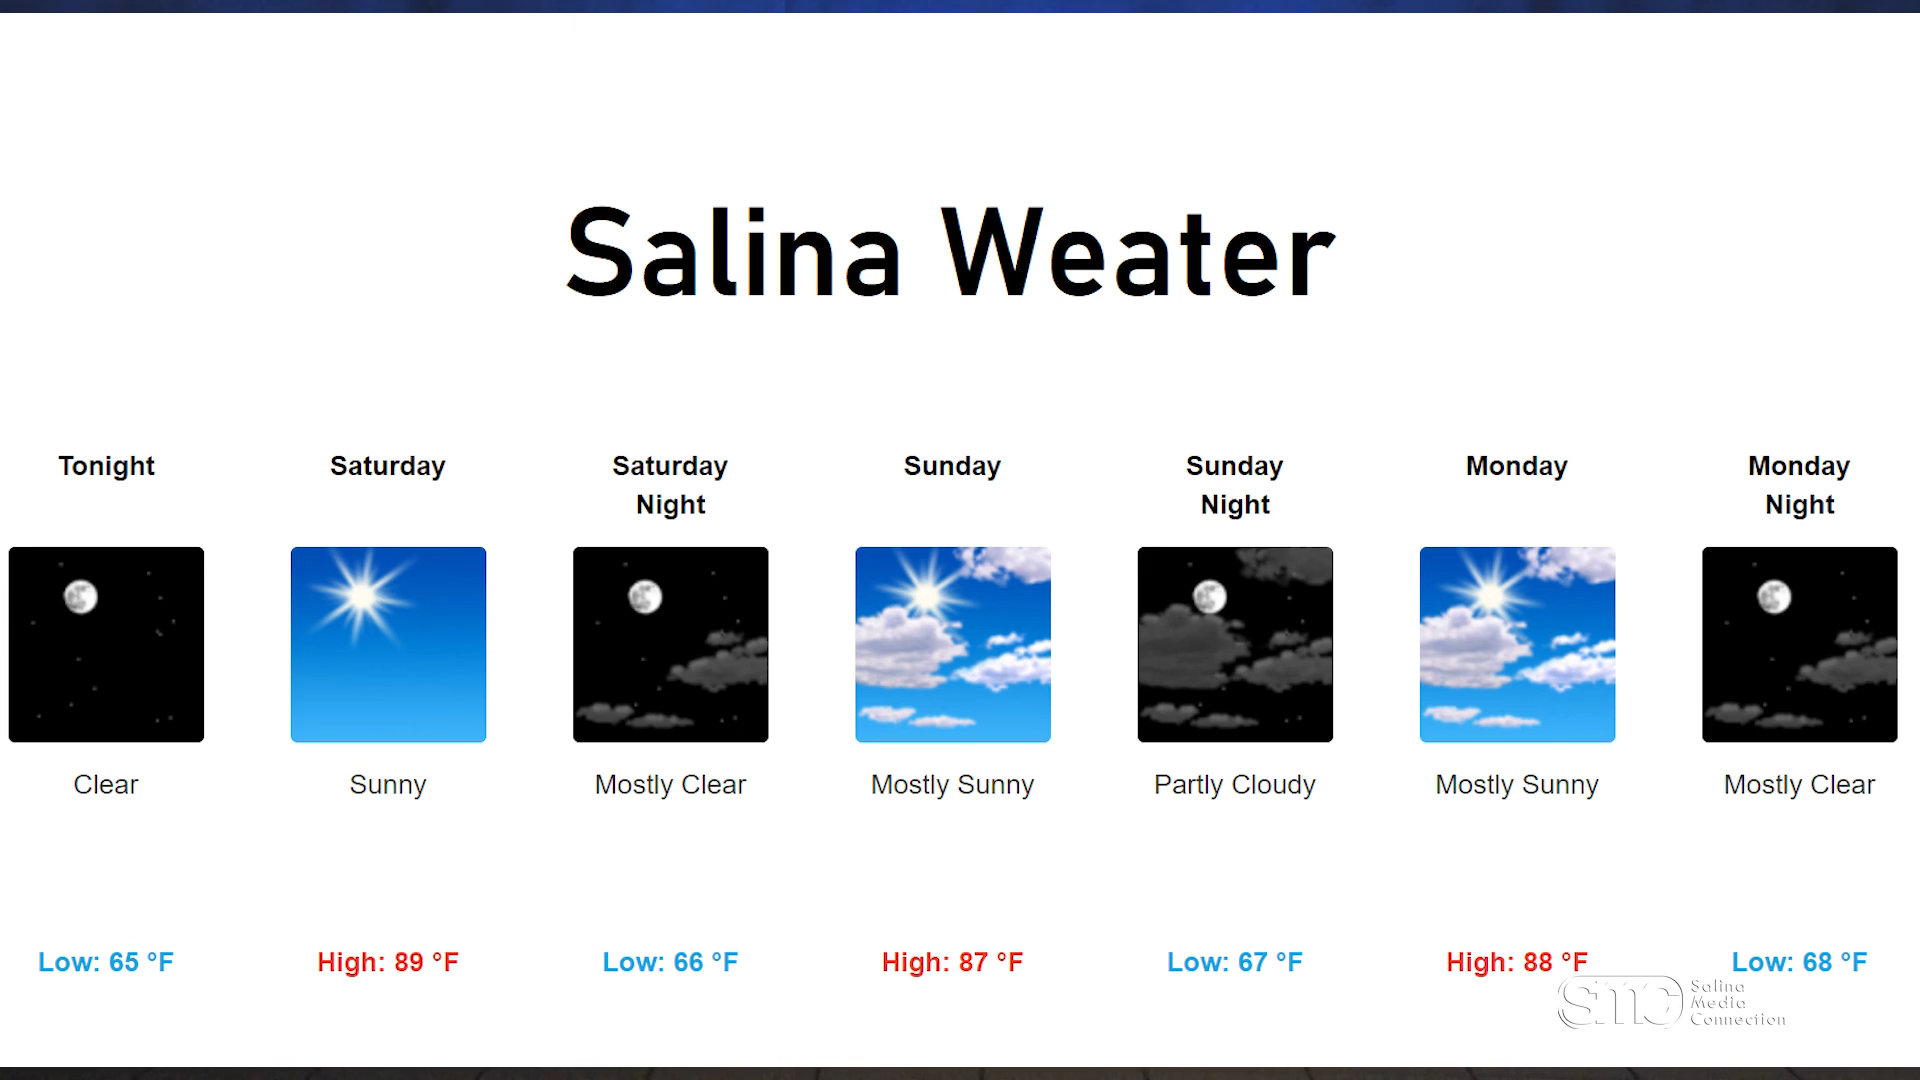 Salina Weater
Tonight
Saturday
Saturday
Night
Sunday
Sunday
Night
Monday
Monday
Night
Clear
Sunny
Mostly Clear
Mostly Sunny
Partly Cloudy
Mostly Sunny
Mostly Clear
Low: 65 °F
High: 89 °F
Low: 66 °F
High: 87 °F
Low: 67 °F
High: 88 °F
Low: 68 °F
smc
Salina
Media
Connection